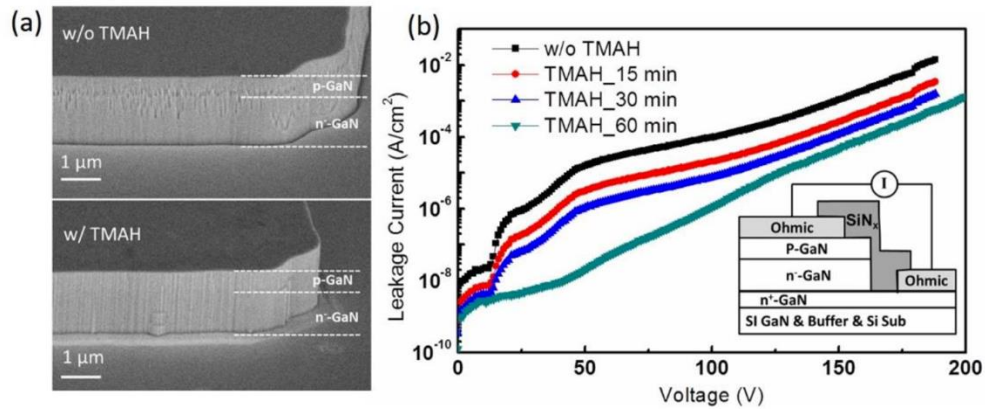 (a)
w/o TMAH
p-GaN
n⁻-GaN
1 μm
w/ TMAH
p-GaN
n⁻-GaN
1 μm
(b)
w/o TMAH
TMAH_15 min
TMAH_30 min
TMAH_60 min
Leakage Current (A/cm²)
10⁻²
10⁻⁴
10⁻⁶
10⁻⁸
10⁻¹⁰
I
Ohmic
SiNₓ
P-GaN
n⁻-GaN
Ohmic
n⁺-GaN
SI GaN & Buffer & Si Sub
0 50 100 150 200
Voltage (V)